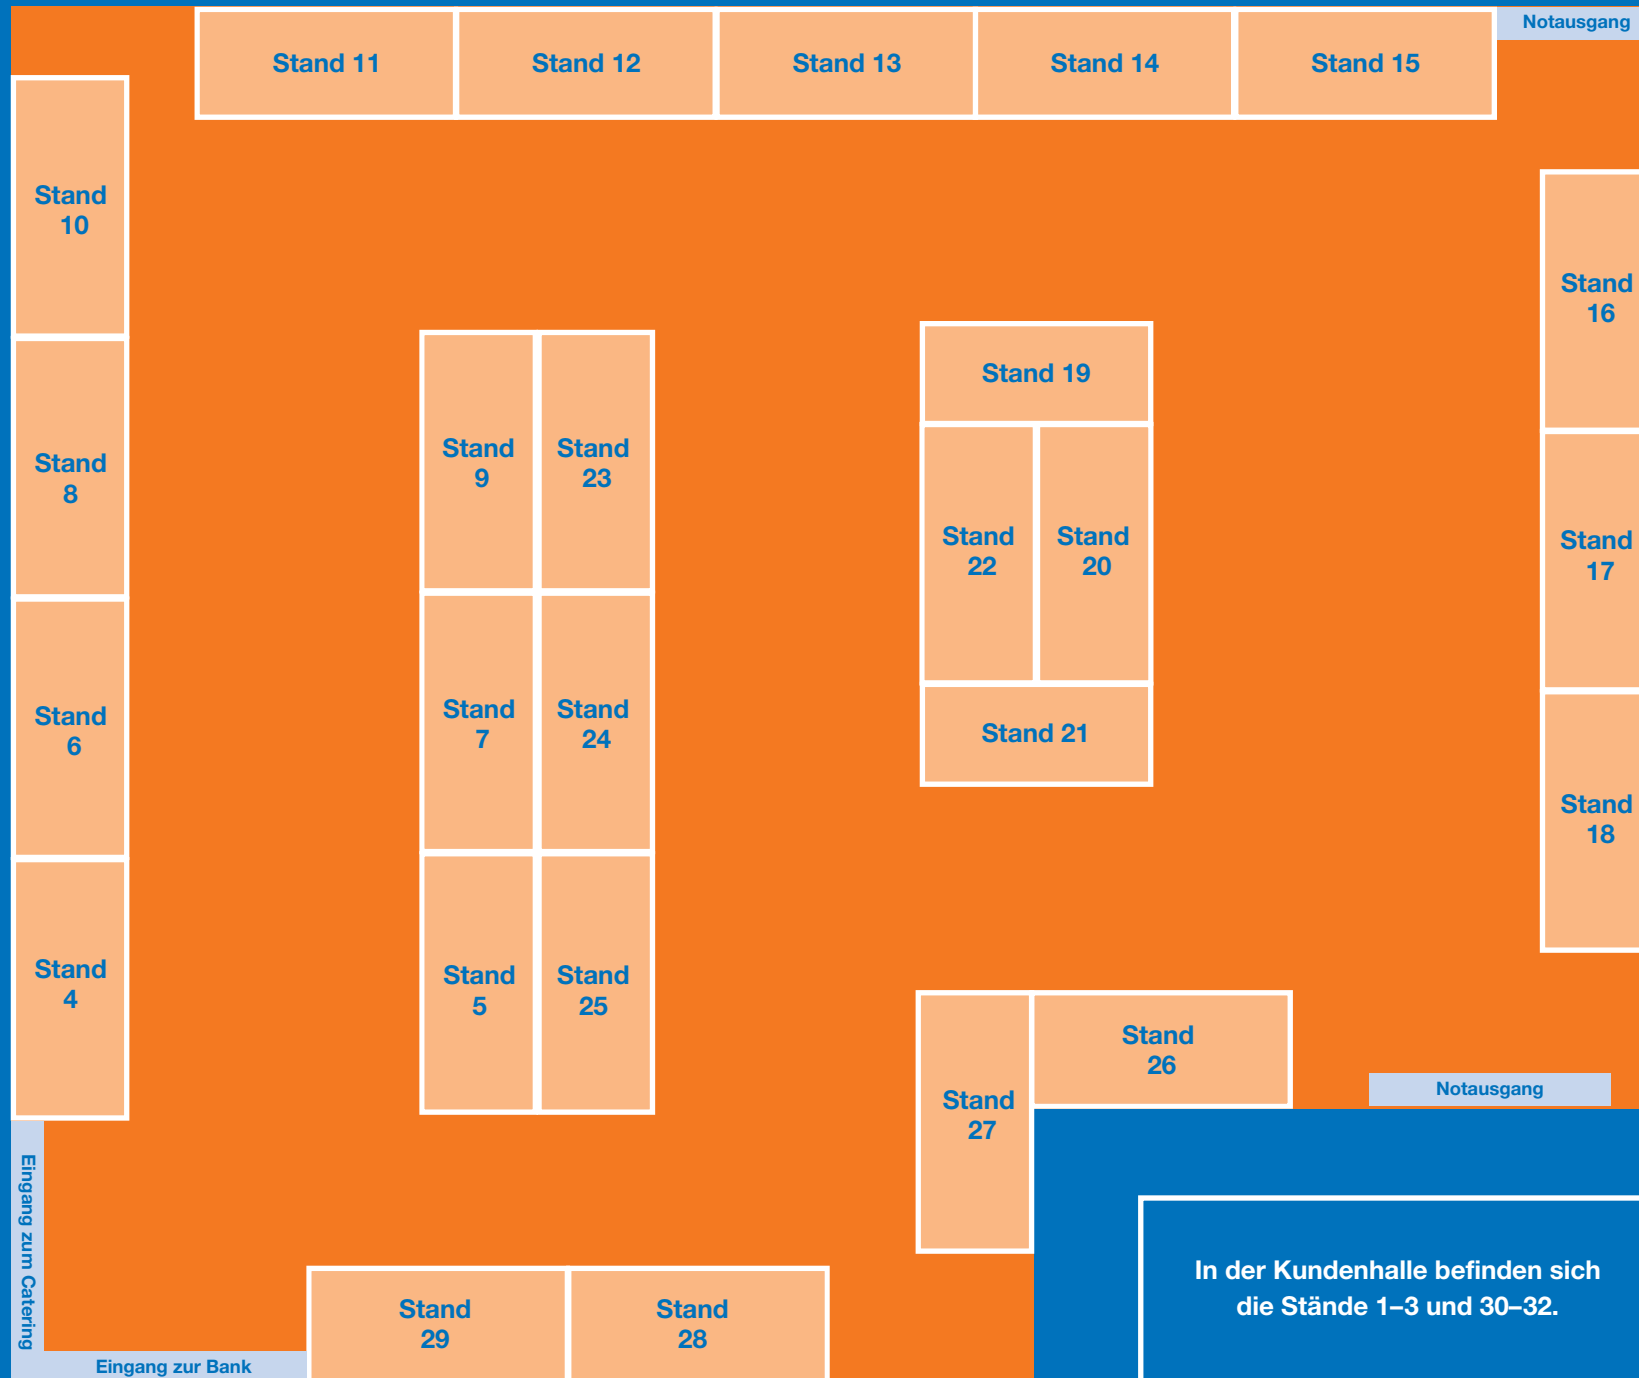 Notausgang
Stand 11
Stand 12
Stand 13
Stand 14
Stand 15
Stand
10
Stand
16
Stand 19
Stand
8
Stand
9
Stand
23
Stand
22
Stand
20
Stand
17
Stand
6
Stand
7
Stand
24
Stand 21
Stand
18
Stand
4
Stand
5
Stand
25
Stand
26
Stand
27
Notausgang
Eingang zum Catering
In der Kundenhalle befinden sich
die Stände 1–3 und 30–32.
Stand
29
Stand
28
Eingang zur Bank